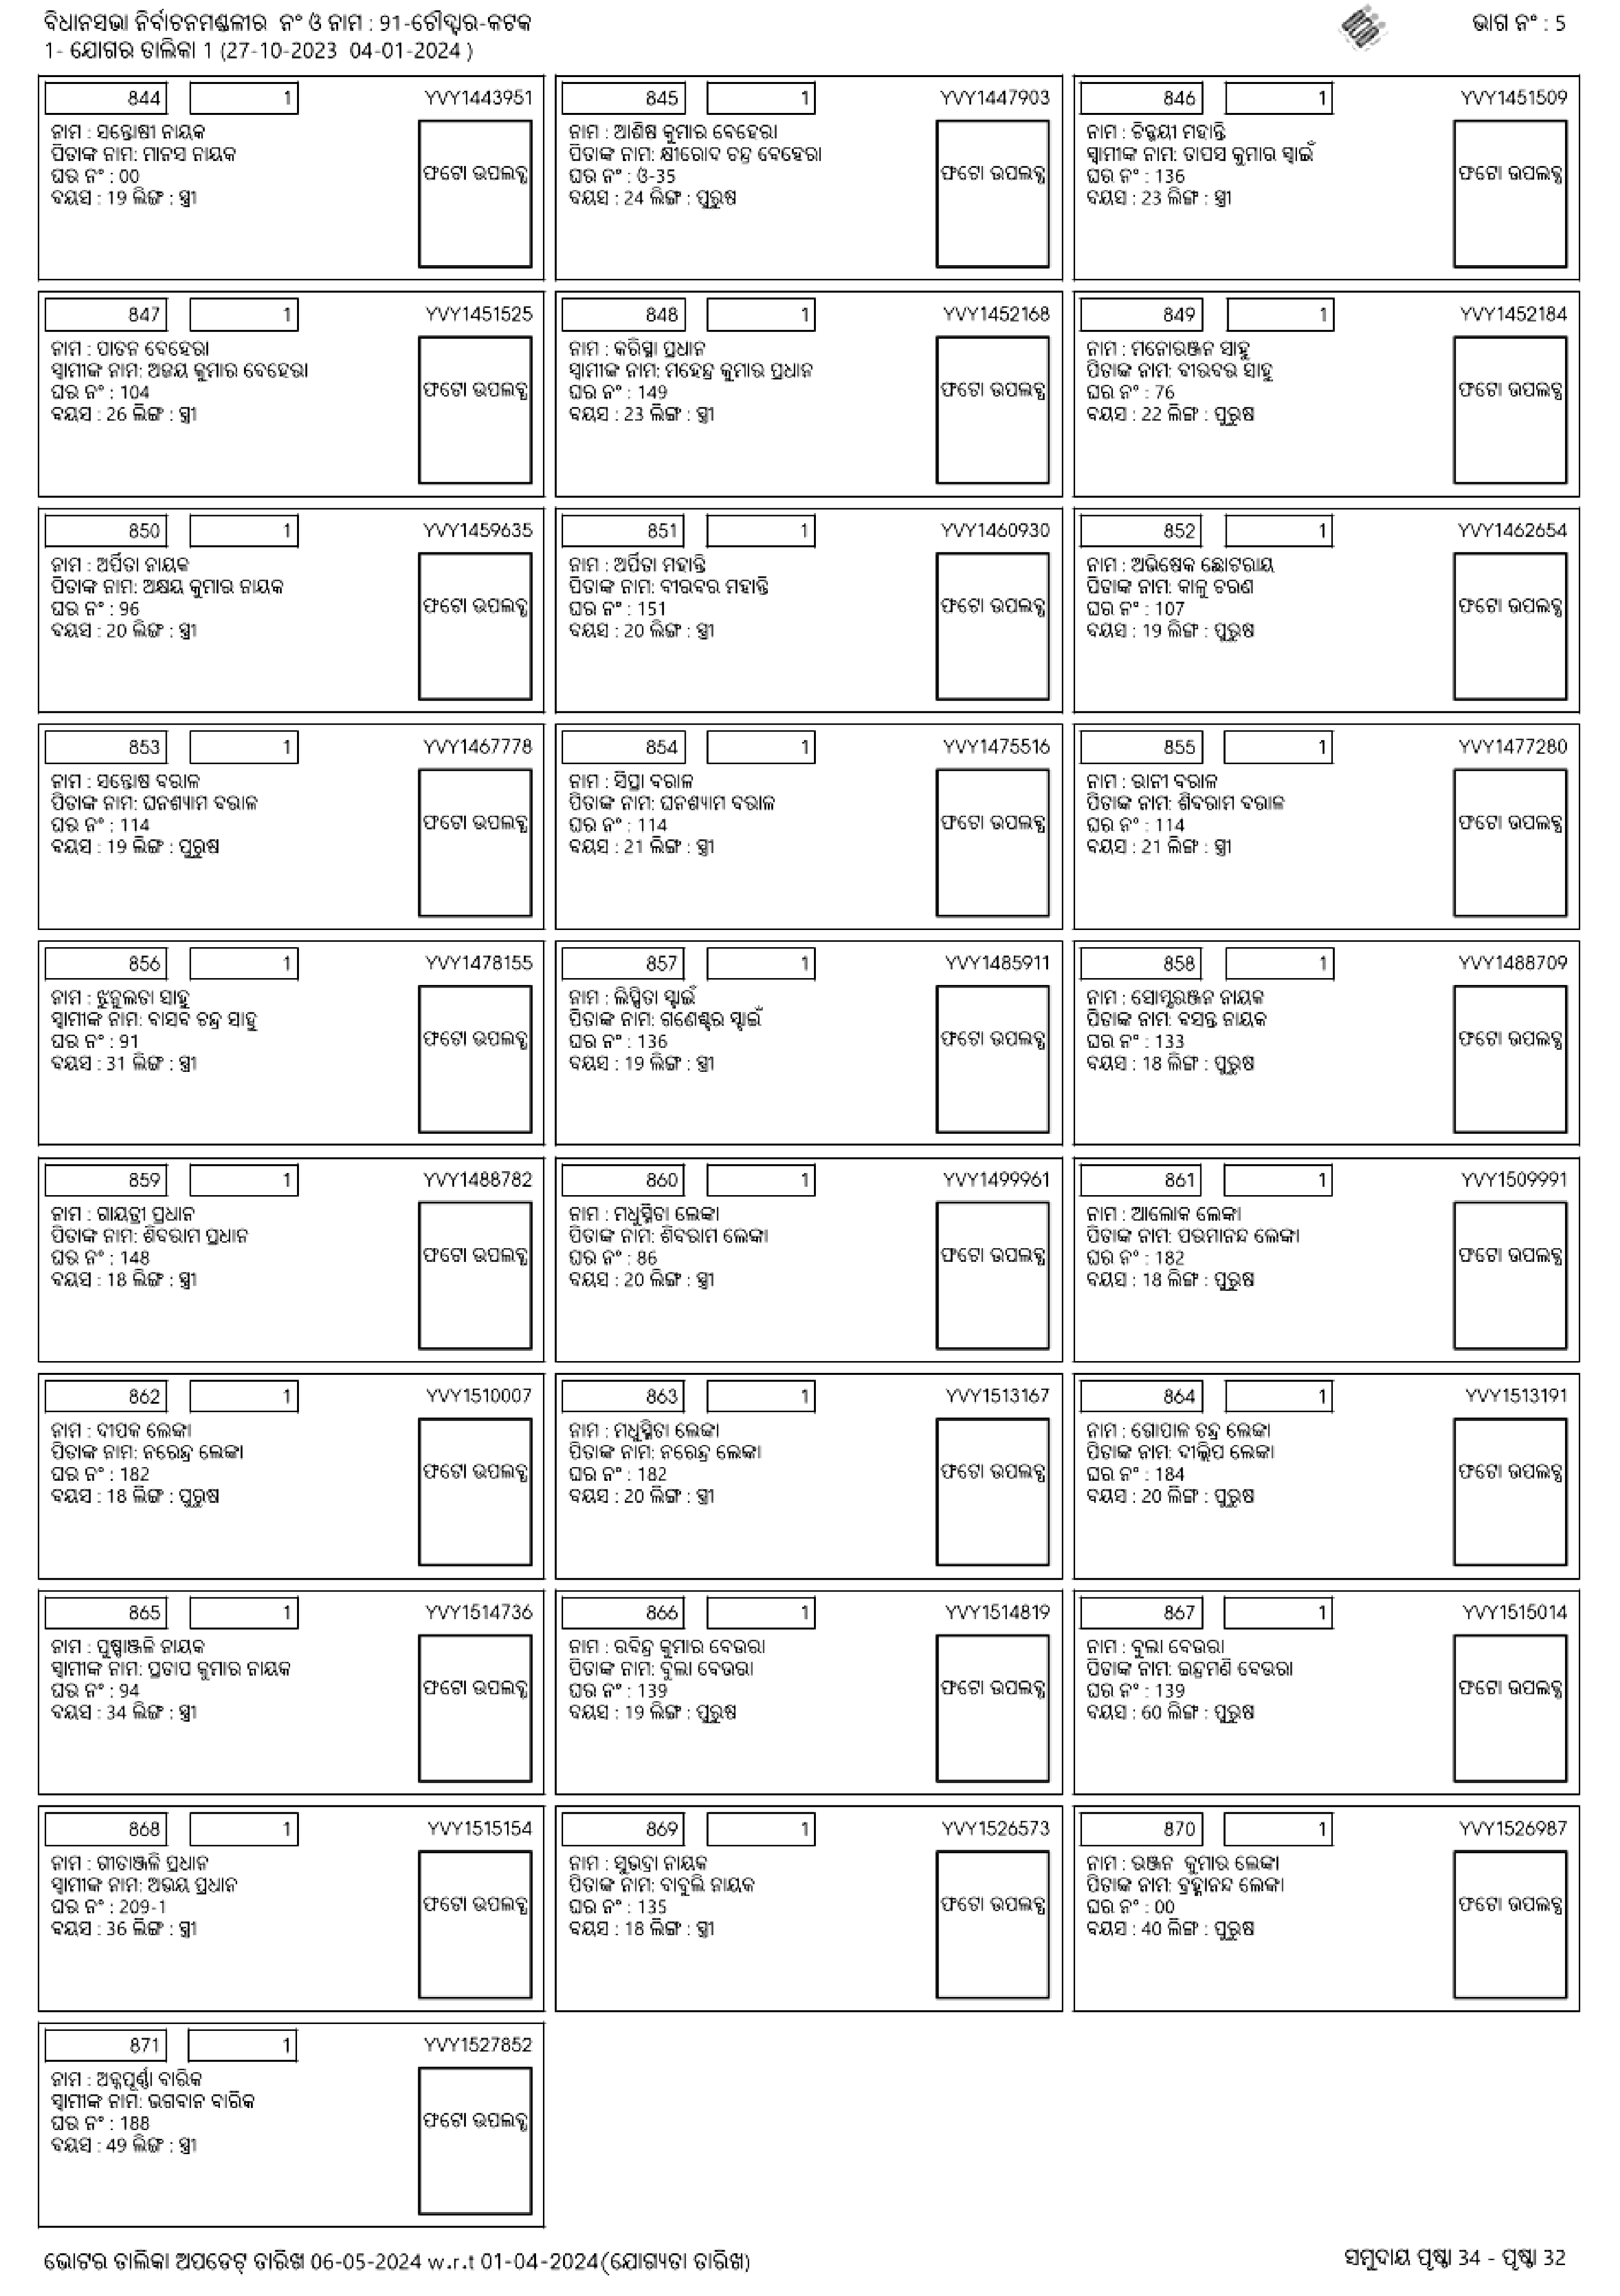 ବିଧାନସଭା ନିର୍ବାଚନମଣ୍ଡଳୀର ନଂ ଓ ନାମ : 91-ଚୌଦ୍ୱାର-କଟକ
ଭାଗ ନଂ : 5
1- ଯୋଗର ତାଲିକା 1 (27-10-2023 04-01-2024 )
844 1 YVY1443951
ନାମ : ସନ୍ତୋଷୀ ନାୟକ
ପିତାଙ୍କ ନାମ: ମାନସ ନାୟକ
ଘର ନଂ : 00
ବୟସ : 19 ଲିଙ୍ଗ : ସ୍ତ୍ରୀ
ଫଟୋ ଉପଲବ୍ଧ
845 1 YVY1447903
ନାମ : ଆଶିଷ କୁମାର ବେହେରା
ପିତାଙ୍କ ନାମ: କ୍ଷୀରୋଦ ଚନ୍ଦ୍ର ବେହେରା
ଘର ନଂ : ଓ-35
ବୟସ : 24 ଲିଙ୍ଗ : ପୁରୁଷ
ଫଟୋ ଉପଲବ୍ଧ
846 1 YVY1451509
ନାମ : ଚିନ୍ମୟୀ ମହାନ୍ତି
ସ୍ୱାମୀଙ୍କ ନାମ: ତାପସ କୁମାର ସ୍ୱାଇଁ
ଘର ନଂ : 136
ବୟସ : 23 ଲିଙ୍ଗ : ସ୍ତ୍ରୀ
ଫଟୋ ଉପଲବ୍ଧ
847 1 YVY1451525
ନାମ : ପାତନ ବେହେରା
ସ୍ୱାମୀଙ୍କ ନାମ: ଅଜୟ କୁମାର ବେହେରା
ଘର ନଂ : 104
ବୟସ : 26 ଲିଙ୍ଗ : ସ୍ତ୍ରୀ
ଫଟୋ ଉପଲବ୍ଧ
848 1 YVY1452168
ନାମ : କରିସ୍ମା ପ୍ରଧାନ
ସ୍ୱାମୀଙ୍କ ନାମ: ମହେନ୍ଦ୍ର କୁମାର ପ୍ରଧାନ
ଘର ନଂ : 149
ବୟସ : 23 ଲିଙ୍ଗ : ସ୍ତ୍ରୀ
ଫଟୋ ଉପଲବ୍ଧ
849 1 YVY1452184
ନାମ : ମନୋରଞ୍ଜନ ସାହୁ
ପିତାଙ୍କ ନାମ: ବୀରବର ସାହୁ
ଘର ନଂ : 76
ବୟସ : 22 ଲିଙ୍ଗ : ପୁରୁଷ
ଫଟୋ ଉପଲବ୍ଧ
850 1 YVY1459635
ନାମ : ଅର୍ପିତା ନାୟକ
ପିତାଙ୍କ ନାମ: ଅକ୍ଷୟ କୁମାର ନାୟକ
ଘର ନଂ : 96
ବୟସ : 20 ଲିଙ୍ଗ : ସ୍ତ୍ରୀ
ଫଟୋ ଉପଲବ୍ଧ
851 1 YVY1460930
ନାମ : ଅର୍ପିତା ମହାନ୍ତି
ପିତାଙ୍କ ନାମ: ବୀରବର ମହାନ୍ତି
ଘର ନଂ : 151
ବୟସ : 20 ଲିଙ୍ଗ : ସ୍ତ୍ରୀ
ଫଟୋ ଉପଲବ୍ଧ
852 1 YVY1462654
ନାମ : ଅଭିଷେକ ଛୋଟରାୟ
ପିତାଙ୍କ ନାମ: କାଳୁ ଚରଣ
ଘର ନଂ : 107
ବୟସ : 19 ଲିଙ୍ଗ : ପୁରୁଷ
ଫଟୋ ଉପଲବ୍ଧ
853 1 YVY1467778
ନାମ : ସନ୍ତୋଷ ବରାଳ
ପିତାଙ୍କ ନାମ: ଘନଶ୍ୟାମ ବରାଳ
ଘର ନଂ : 114
ବୟସ : 19 ଲିଙ୍ଗ : ପୁରୁଷ
ଫଟୋ ଉପଲବ୍ଧ
854 1 YVY1475516
ନାମ : ସିପ୍ରା ବରାଳ
ପିତାଙ୍କ ନାମ: ଘନଶ୍ୟାମ ବରାଳ
ଘର ନଂ : 114
ବୟସ : 21 ଲିଙ୍ଗ : ସ୍ତ୍ରୀ
ଫଟୋ ଉପଲବ୍ଧ
855 1 YVY1477280
ନାମ : ରାନୀ ବରାଳ
ପିତାଙ୍କ ନାମ: ଶିବରାମ ବରାଳ
ଘର ନଂ : 114
ବୟସ : 21 ଲିଙ୍ଗ : ସ୍ତ୍ରୀ
ଫଟୋ ଉପଲବ୍ଧ
856 1 YVY1478155
ନାମ : ଝୁନୁଲତା ସାହୁ
ସ୍ୱାମୀଙ୍କ ନାମ: ବାସବ ଚନ୍ଦ୍ର ସାହୁ
ଘର ନଂ : 91
ବୟସ : 31 ଲିଙ୍ଗ : ସ୍ତ୍ରୀ
ଫଟୋ ଉପଲବ୍ଧ
857 1 YVY1485911
ନାମ : ଲିପ୍ସିତା ସ୍ୱାଇଁ
ପିତାଙ୍କ ନାମ: ଗଣେଶ୍ୱର ସ୍ୱାଇଁ
ଘର ନଂ : 136
ବୟସ : 19 ଲିଙ୍ଗ : ସ୍ତ୍ରୀ
ଫଟୋ ଉପଲବ୍ଧ
858 1 YVY1488709
ନାମ : ସୋମ୍ୟରଞ୍ଜନ ନାୟକ
ପିତାଙ୍କ ନାମ: ବସନ୍ତ ନାୟକ
ଘର ନଂ : 133
ବୟସ : 18 ଲିଙ୍ଗ : ପୁରୁଷ
ଫଟୋ ଉପଲବ୍ଧ
859 1 YVY1488782
ନାମ : ଗାୟତ୍ରୀ ପ୍ରଧାନ
ପିତାଙ୍କ ନାମ: ଶିବରାମ ପ୍ରଧାନ
ଘର ନଂ : 148
ବୟସ : 18 ଲିଙ୍ଗ : ସ୍ତ୍ରୀ
ଫଟୋ ଉପଲବ୍ଧ
860 1 YVY1499961
ନାମ : ମଧୁସ୍ମିତା ଲେଙ୍କା
ପିତାଙ୍କ ନାମ: ଶିବରାମ ଲେଙ୍କା
ଘର ନଂ : 86
ବୟସ : 20 ଲିଙ୍ଗ : ସ୍ତ୍ରୀ
ଫଟୋ ଉପଲବ୍ଧ
861 1 YVY1509991
ନାମ : ଆଲୋକ ଲେଙ୍କା
ପିତାଙ୍କ ନାମ: ପରମାନନ୍ଦ ଲେଙ୍କା
ଘର ନଂ : 182
ବୟସ : 18 ଲିଙ୍ଗ : ପୁରୁଷ
ଫଟୋ ଉପଲବ୍ଧ
862 1 YVY1510007
ନାମ : ଦୀପକ ଲେଙ୍କା
ପିତାଙ୍କ ନାମ: ନରେନ୍ଦ୍ର ଲେଙ୍କା
ଘର ନଂ : 182
ବୟସ : 18 ଲିଙ୍ଗ : ପୁରୁଷ
ଫଟୋ ଉପଲବ୍ଧ
863 1 YVY1513167
ନାମ : ମଧୁସ୍ମିତା ଲେଙ୍କା
ପିତାଙ୍କ ନାମ: ନରେନ୍ଦ୍ର ଲେଙ୍କା
ଘର ନଂ : 182
ବୟସ : 20 ଲିଙ୍ଗ : ସ୍ତ୍ରୀ
ଫଟୋ ଉପଲବ୍ଧ
864 1 YVY1513191
ନାମ : ଗୋପାଳ ଚନ୍ଦ୍ର ଲେଙ୍କା
ପିତାଙ୍କ ନାମ: ଦୀଲ୍ଲିପ ଲେଙ୍କା
ଘର ନଂ : 184
ବୟସ : 20 ଲିଙ୍ଗ : ପୁରୁଷ
ଫଟୋ ଉପଲବ୍ଧ
865 1 YVY1514736
ନାମ : ପୁଷ୍ପାଞ୍ଜଳି ନାୟକ
ସ୍ୱାମୀଙ୍କ ନାମ: ପ୍ରତାପ କୁମାର ନାୟକ
ଘର ନଂ : 94
ବୟସ : 34 ଲିଙ୍ଗ : ସ୍ତ୍ରୀ
ଫଟୋ ଉପଲବ୍ଧ
866 1 YVY1514819
ନାମ : ରବିନ୍ଦ୍ର କୁମାର ବେଉରା
ପିତାଙ୍କ ନାମ: ବୁଲା ବେଉରା
ଘର ନଂ : 139
ବୟସ : 19 ଲିଙ୍ଗ : ପୁରୁଷ
ଫଟୋ ଉପଲବ୍ଧ
867 1 YVY1515014
ନାମ : ବୁଲା ବେଉରା
ପିତାଙ୍କ ନାମ: ଇନ୍ଦ୍ରମଣି ବେଉରା
ଘର ନଂ : 139
ବୟସ : 60 ଲିଙ୍ଗ : ପୁରୁଷ
ଫଟୋ ଉପଲବ୍ଧ
868 1 YVY1515154
ନାମ : ଗୀତାଞ୍ଜଳି ପ୍ରଧାନ
ସ୍ୱାମୀଙ୍କ ନାମ: ଅଭୟ ପ୍ରଧାନ
ଘର ନଂ : 209-1
ବୟସ : 36 ଲିଙ୍ଗ : ସ୍ତ୍ରୀ
ଫଟୋ ଉପଲବ୍ଧ
869 1 YVY1526573
ନାମ : ସୁଭଦ୍ରା ନାୟକ
ପିତାଙ୍କ ନାମ: ବାବୁଲି ନାୟକ
ଘର ନଂ : 135
ବୟସ : 18 ଲିଙ୍ଗ : ସ୍ତ୍ରୀ
ଫଟୋ ଉପଲବ୍ଧ
870 1 YVY1526987
ନାମ : ରଞ୍ଜନ କୁମାର ଲେଙ୍କା
ପିତାଙ୍କ ନାମ: ବ୍ରହ୍ମାନନ୍ଦ ଲେଙ୍କା
ଘର ନଂ : 00
ବୟସ : 40 ଲିଙ୍ଗ : ପୁରୁଷ
ଫଟୋ ଉପଲବ୍ଧ
871 1 YVY1527852
ନାମ : ଅନ୍ନପୂର୍ଣ୍ଣା ବାରିକ
ସ୍ୱାମୀଙ୍କ ନାମ: ଭଗବାନ ବାରିକ
ଘର ନଂ : 188
ବୟସ : 49 ଲିଙ୍ଗ : ସ୍ତ୍ରୀ
ଫଟୋ ଉପଲବ୍ଧ
ଭୋଟର ତାଲିକା ଅପଡେଟ୍ ତାରିଖ 06-05-2024 w.r.t 01-04-2024(ଯୋଗ୍ୟତା ତାରିଖ)
ସମୁଦାୟ ପୃଷ୍ଠା 34 - ପୃଷ୍ଠା 32